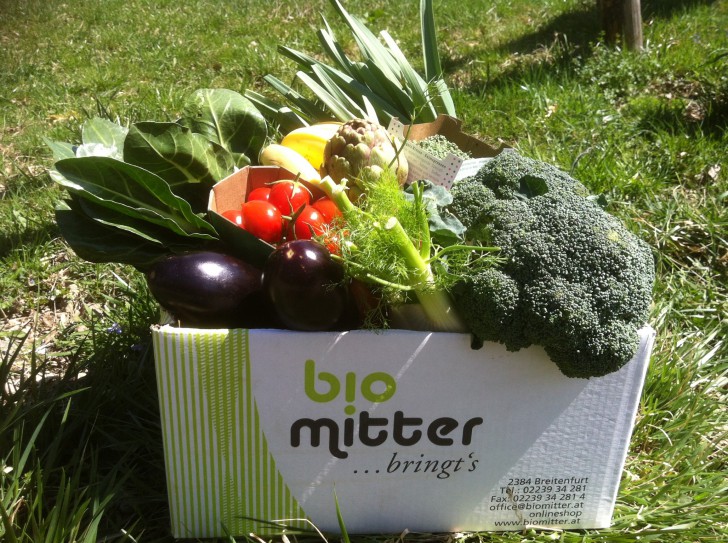 bio
mitter
...bringt's
2384 Breitenfurt
Tel.: 02239 34 281
Fax: 02239 34 281 4
office@biomitter.at
onlineshop
www.biomitter.at